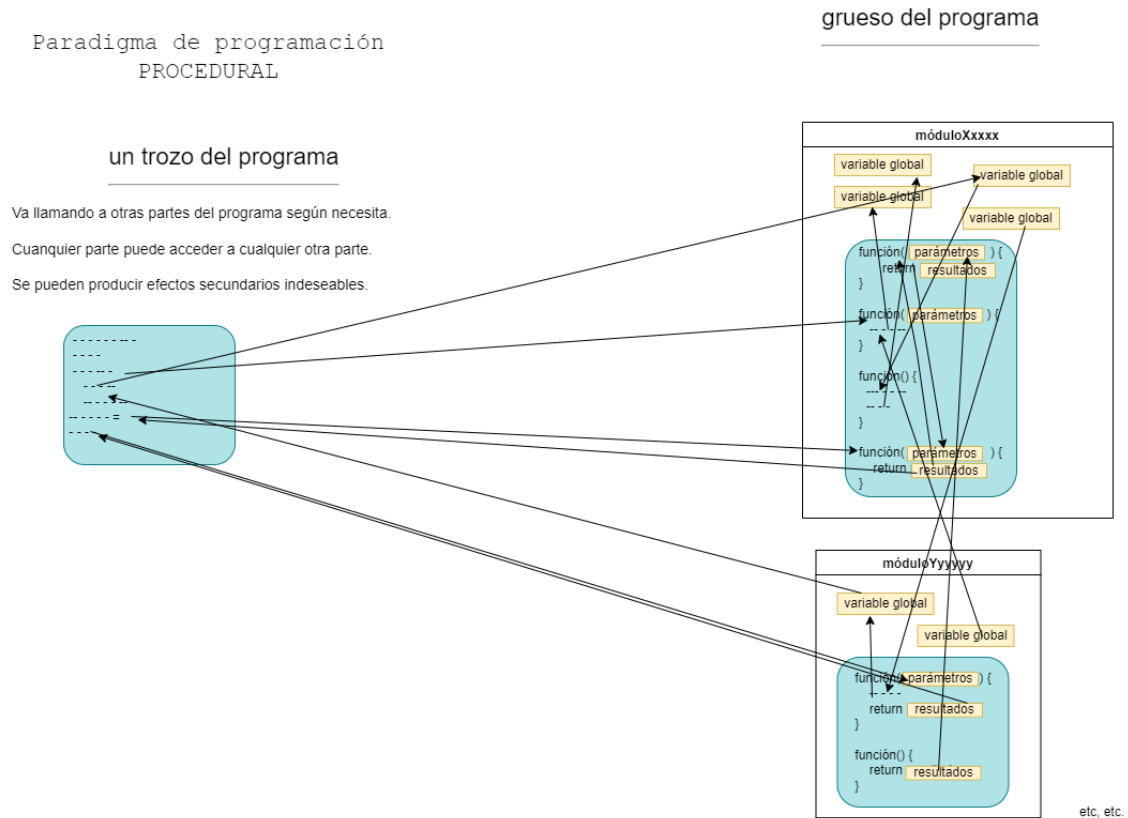 Paradigma de programación
PROCEDURAL
grueso del programa
un trozo del programa
Va llamando a otras partes del programa según necesita.
Cuanquier parte puede acceder a cualquier otra parte.
Se pueden producir efectos secundarios indeseables.
- - - - - - -- -
- - - -
- - - - - -
- - - --
-- - - - --
-- - - - - =
- - - -
móduloXxxxx
variable global
variable global
variable global
variable global
función( parámetros ) {
return resultados
}
función( parámetros ) {
-- - - --
}
función() {
--- - - --
-- - --
}
función( parámetros ) {
return resultados
}
móduloYyyyyy
variable global
variable global
función( parámetros ) {
-- - - -
return resultados
}
función() {
return resultados
}
etc, etc.